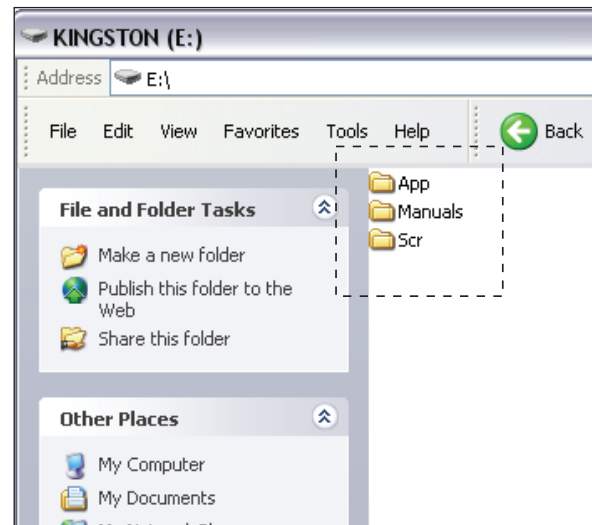 KINGSTON (E:)
Address E:\
File Edit View Favorites Tools Help Back
App
Manuals
Scr
File and Folder Tasks
Make a new folder
Publish this folder to the
Web
Share this folder
Other Places
My Computer
My Documents